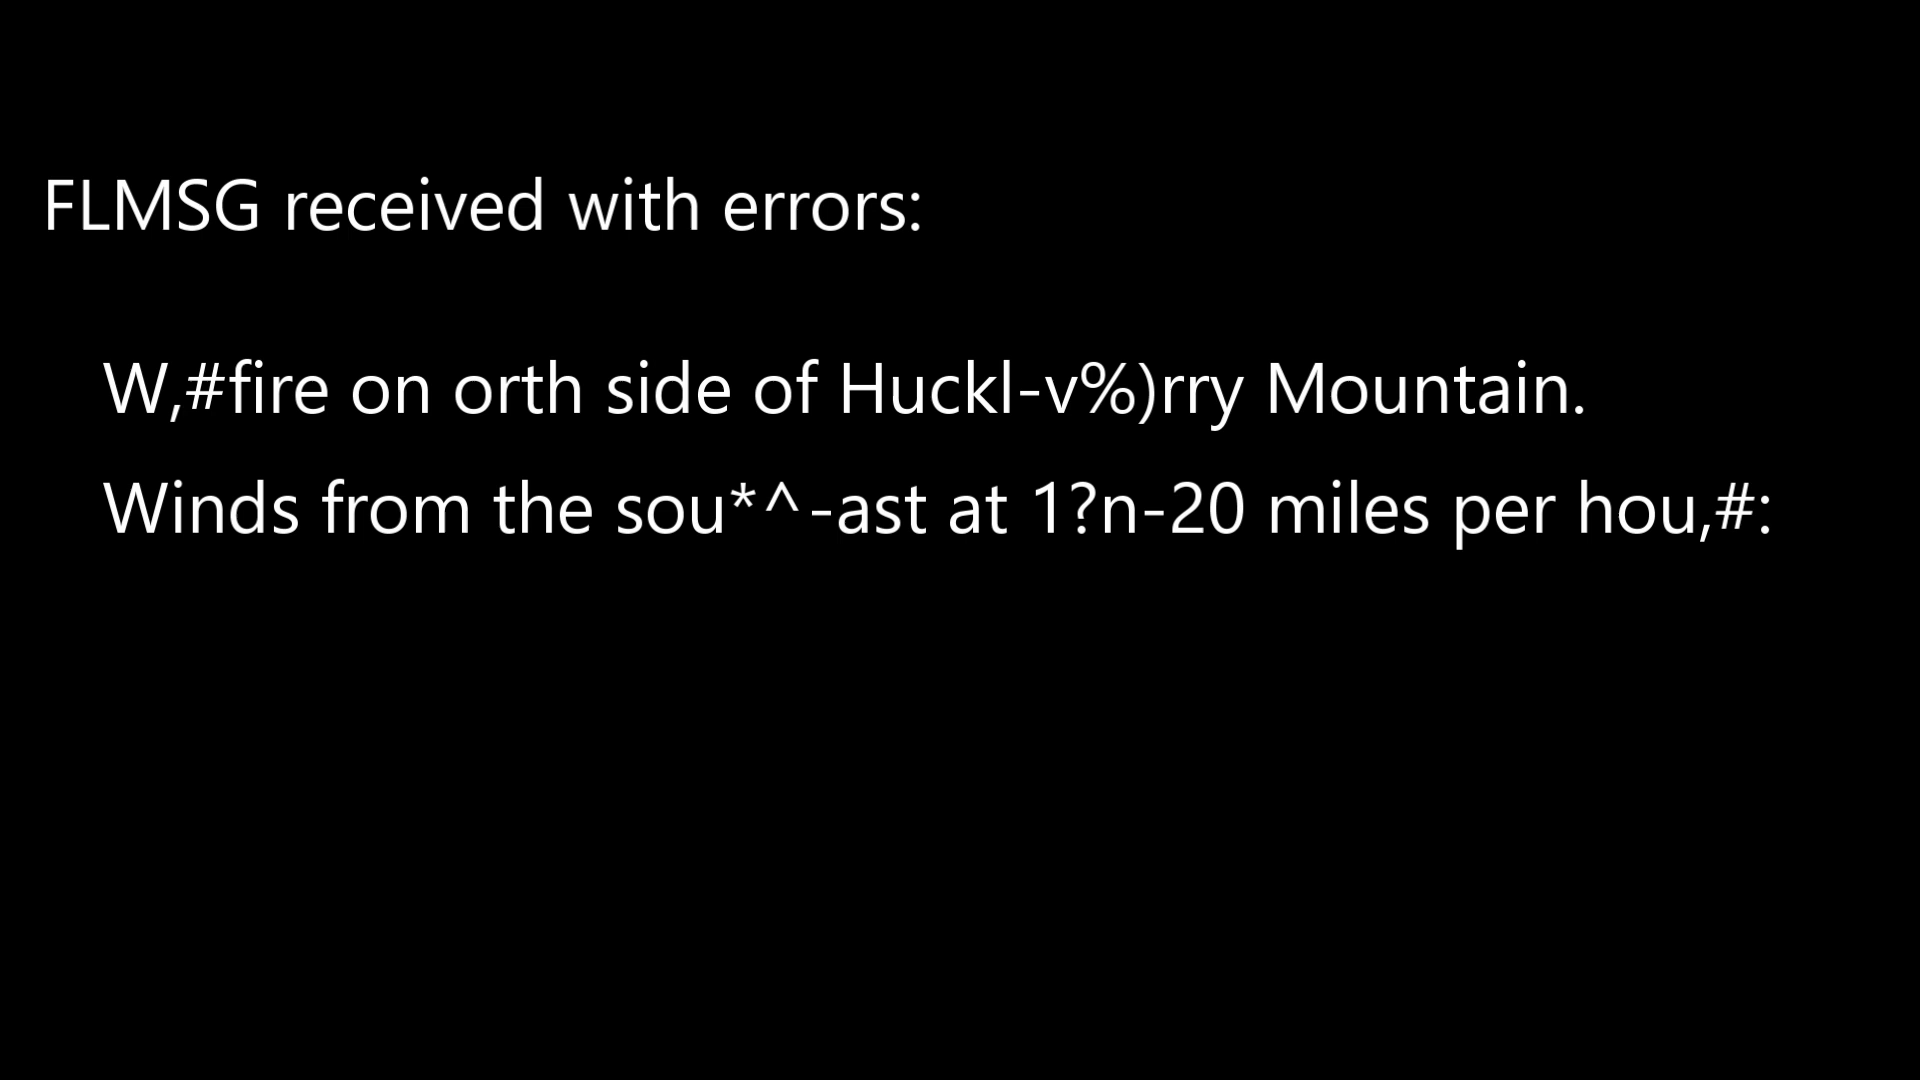 FLMSG received with errors:
W,#fire on orth side of Huckl-v%)rry Mountain.
Winds from the sou*^-ast at 1?n-20 miles per hou,#: